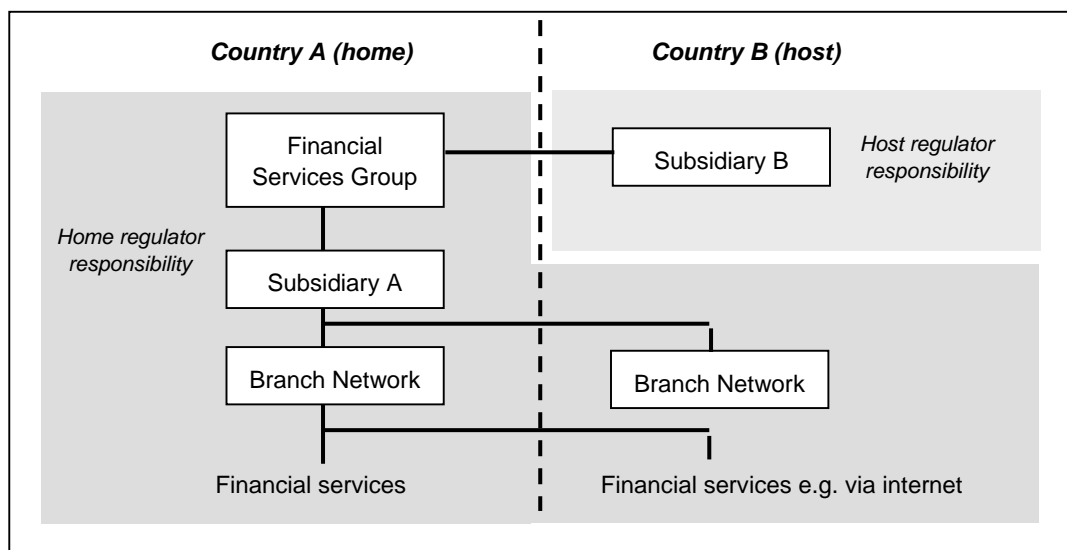 Country A (home)
Country B (host)
Financial
Services Group
Subsidiary B
Host regulator
responsibility
Home regulator
responsibility
Subsidiary A
Branch Network
Branch Network
Financial services
Financial services e.g. via internet